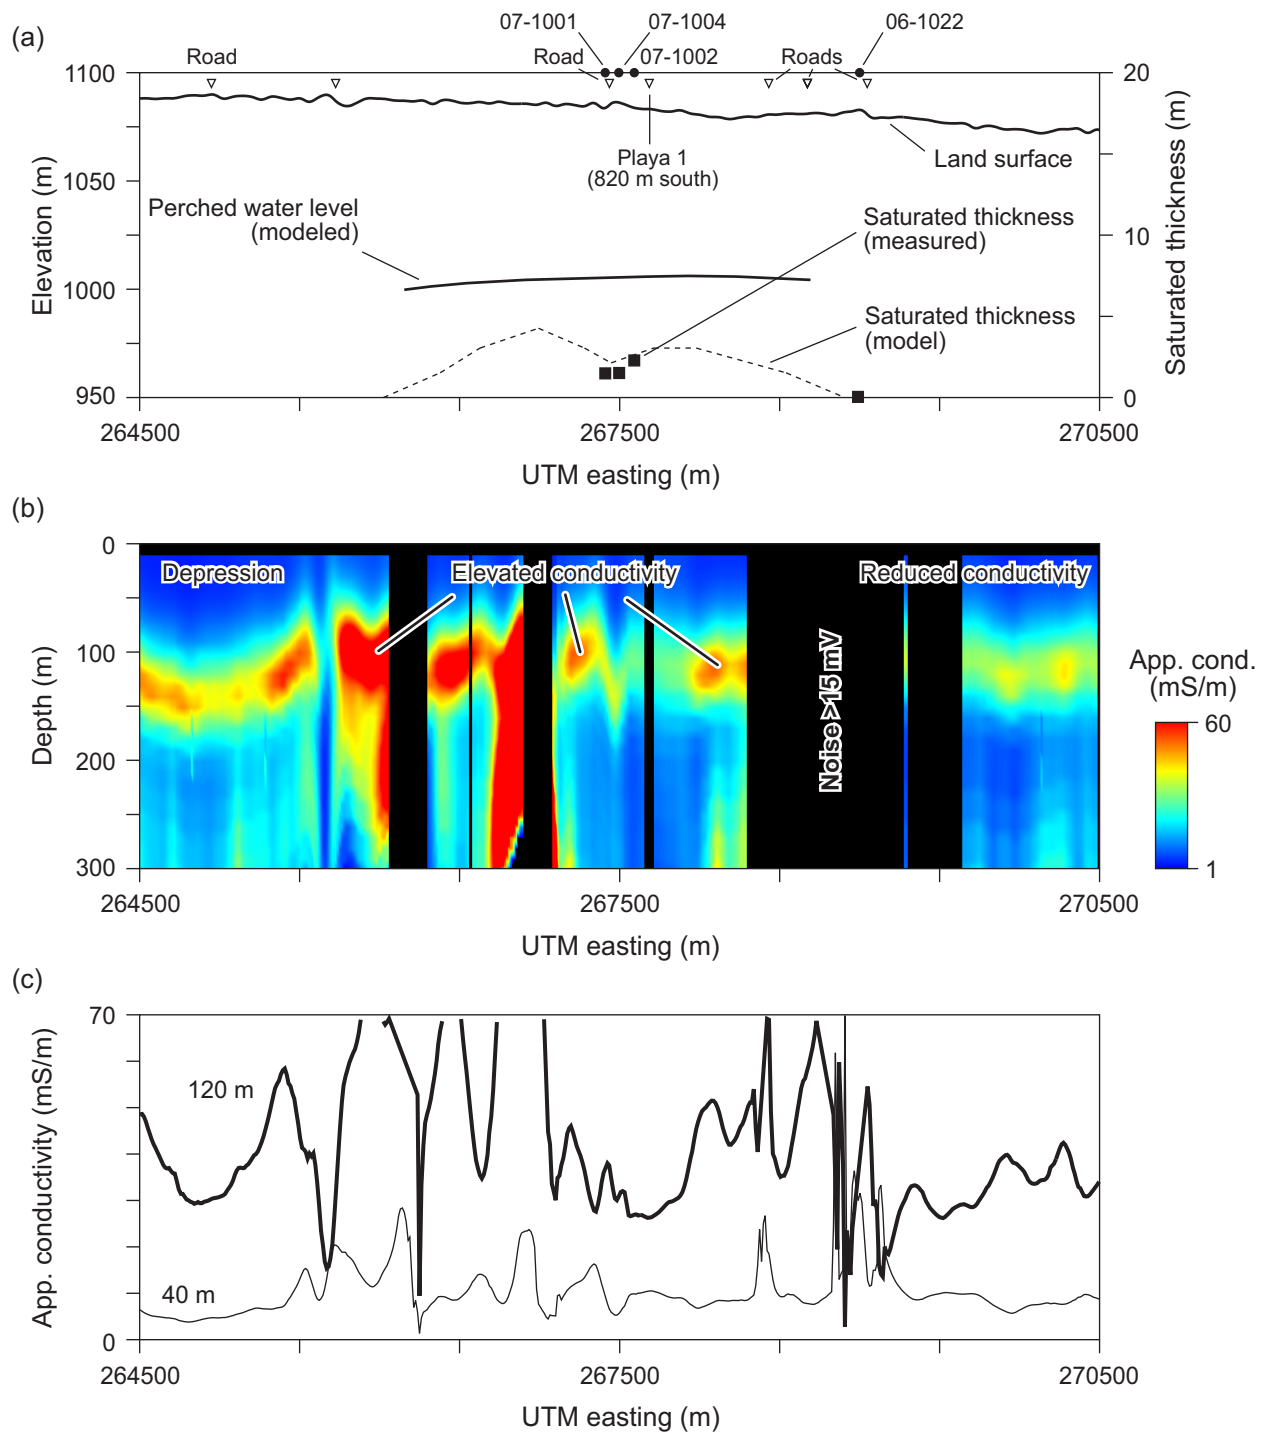 (a)
07-1001
07-1004
06-1022
Road
Road
07-1002
Roads
1100
1050
1000
950
Elevation (m)
20
10
0
Saturated thickness (m)
Playa 1
(820 m south)
Land surface
Perched water level
(modeled)
Saturated thickness
(measured)
Saturated thickness
(model)
264500
267500
270500
UTM easting (m)
(b)
0
100
200
300
Depth (m)
Depression
Elevated conductivity
Reduced conductivity
Noise >15 mV
App. cond.
(mS/m)
60
1
264500
267500
270500
UTM easting (m)
(c)
70
0
App. conductivity (mS/m)
120 m
40 m
264500
267500
270500
UTM easting (m)